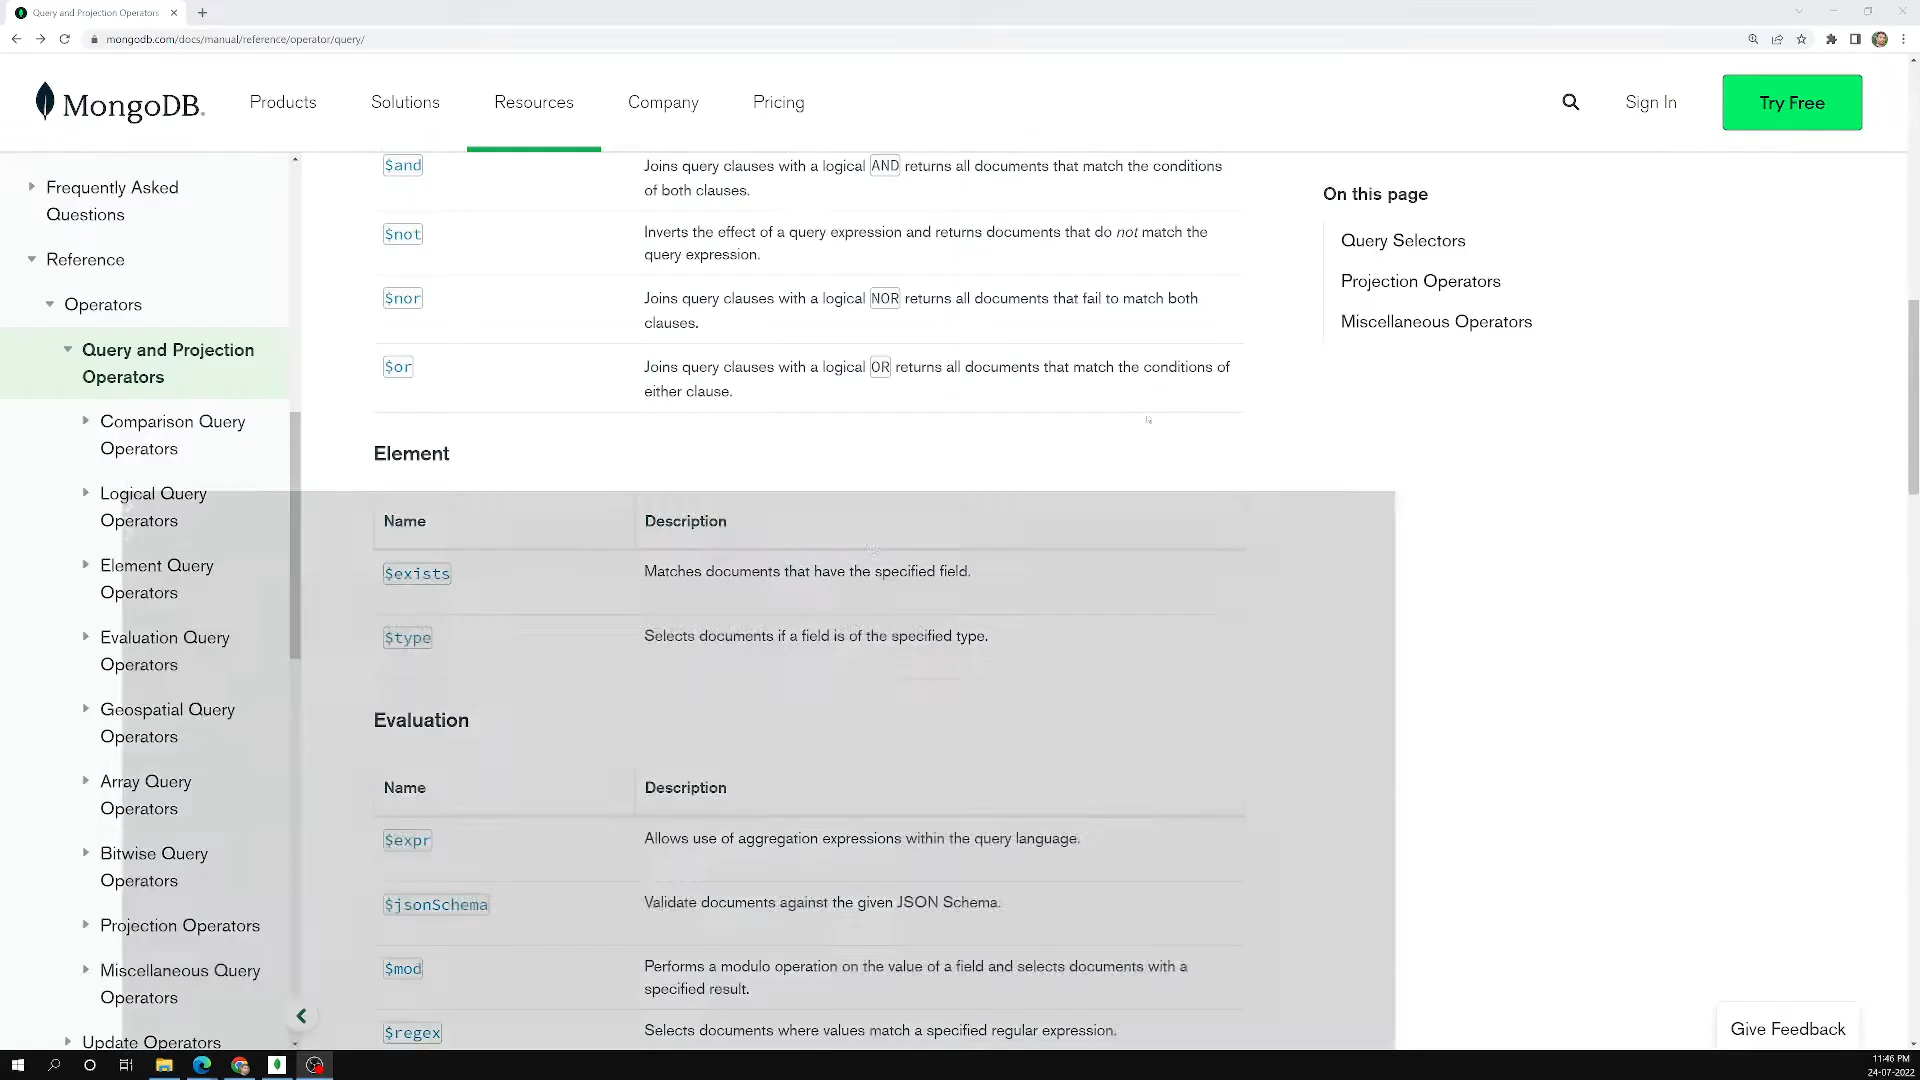 Query and Projection Operators
mongodb.com/docs/manual/reference/operator/query/
MongoDB.
Products
Solutions
Resources
Company
Pricing
Sign In
Try Free
Frequently Asked
Questions
Reference
Operators
Query and Projection
Operators
Comparison Query
Operators
Logical Query
Operators
Element Query
Operators
Evaluation Query
Operators
Geospatial Query
Operators
Array Query
Operators
Bitwise Query
Operators
Projection Operators
Miscellaneous Query
Operators
Update Operators
$and
Joins query clauses with a logical AND returns all documents that match the conditions
of both clauses.
$not
Inverts the effect of a query expression and returns documents that do not match the
query expression.
$nor
Joins query clauses with a logical NOR returns all documents that fail to match both
clauses.
$or
Joins query clauses with a logical OR returns all documents that match the conditions of
either clause.
Element
Name Description
$exists
Matches documents that have the specified field.
$type
Selects documents if a field is of the specified type.
Evaluation
Name Description
$expr
Allows use of aggregation expressions within the query language.
$jsonSchema
Validate documents against the given JSON Schema.
$mod
Performs a modulo operation on the value of a field and selects documents with a
specified result.
$regex
Selects documents where values match a specified regular expression.
On this page
Query Selectors
Projection Operators
Miscellaneous Operators
Give Feedback
11:46 PM
24-07-2022